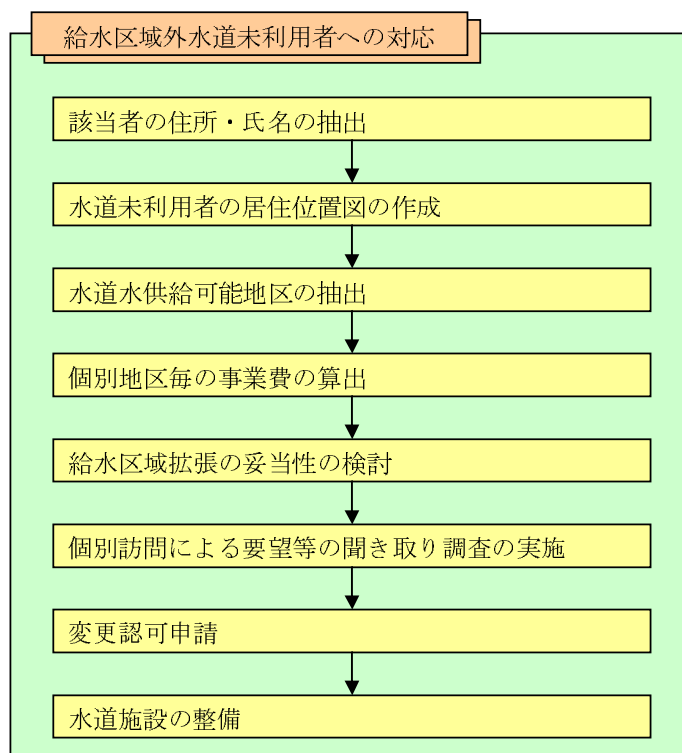 給水区域外水道未利用者への対応
該当者の住所・氏名の抽出
水道未利用者の居住位置図の作成
水道水供給可能地区の抽出
個別地区毎の事業費の算出
給水区域拡張の妥当性の検討
個別訪問による要望等の聞き取り調査の実施
変更認可申請
水道施設の整備